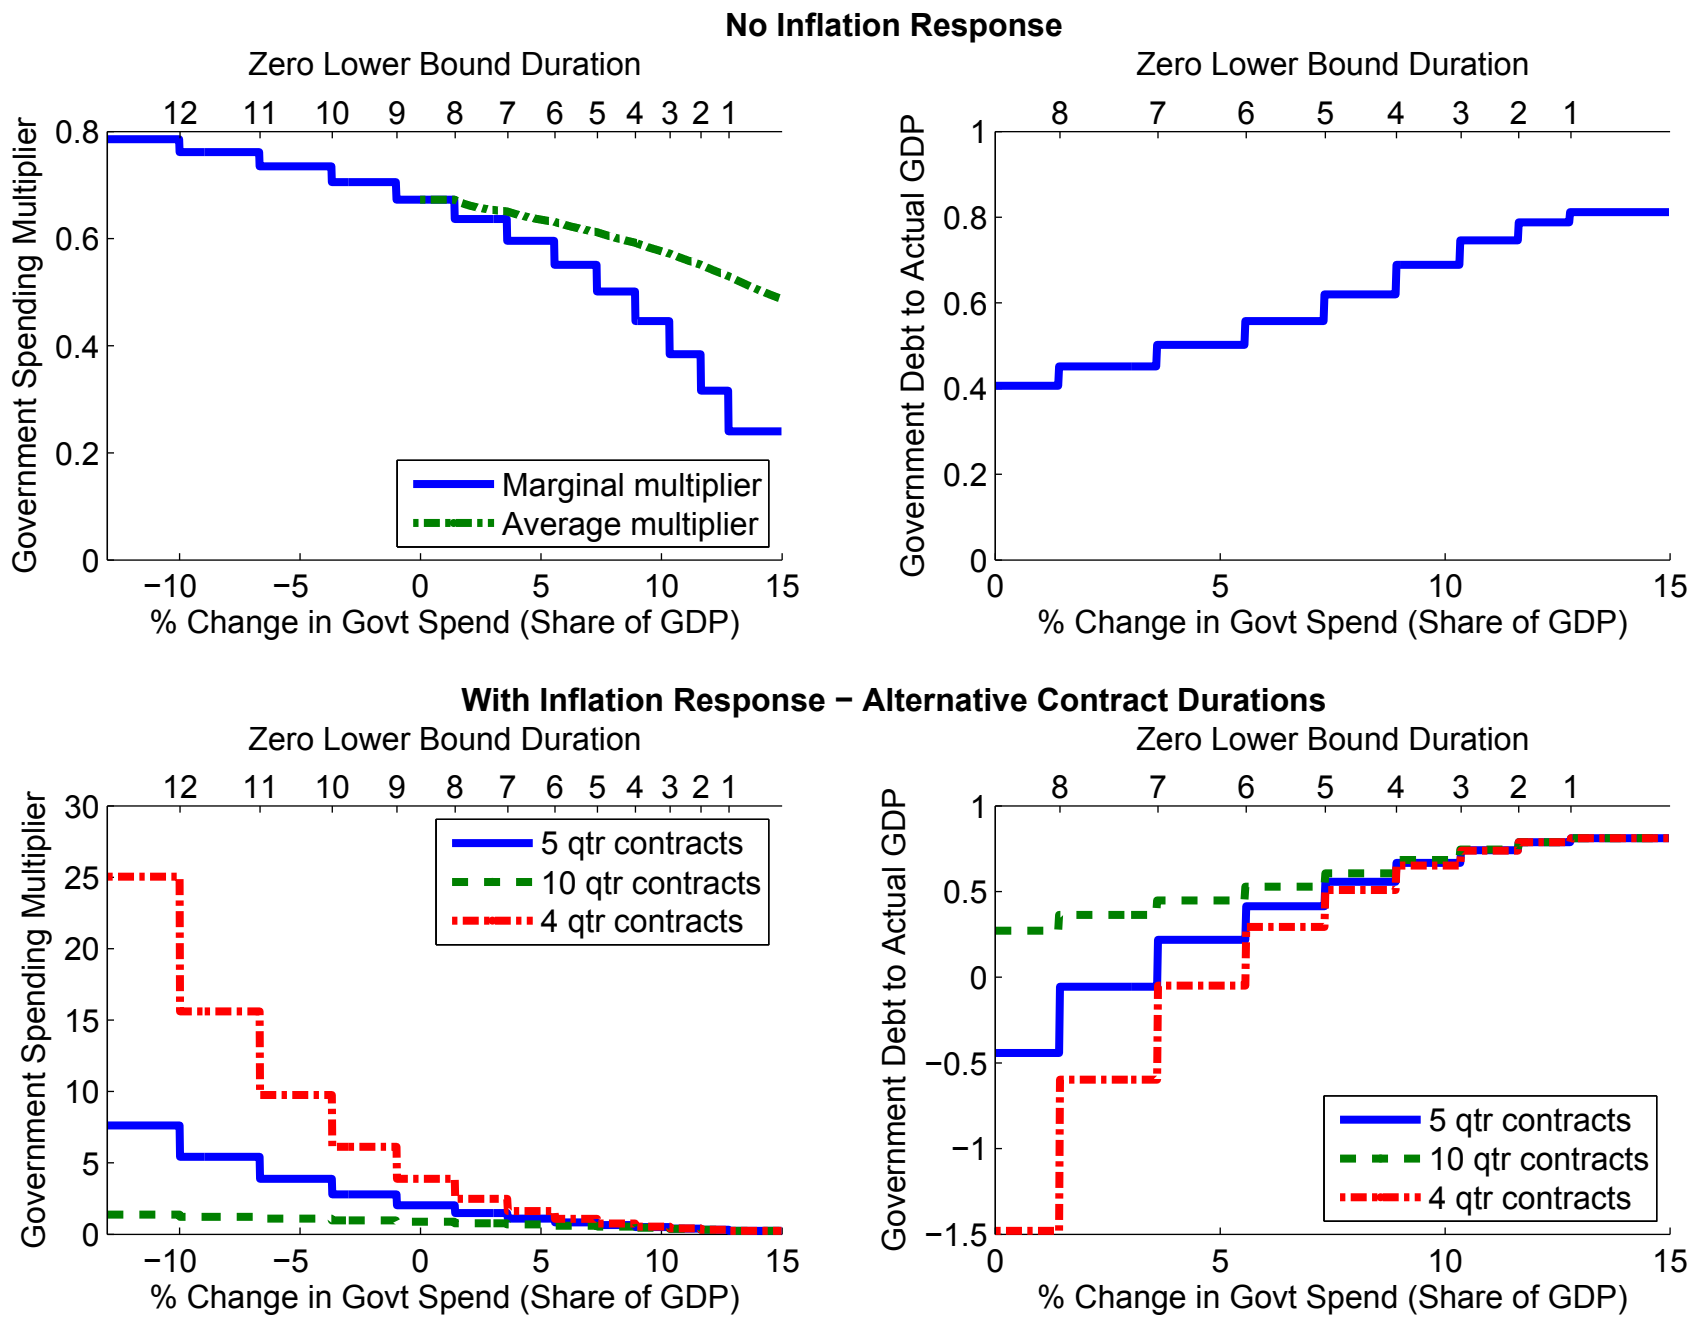 No Inflation Response
Zero Lower Bound Duration
12 11 10 9 8 7 6 5 4 3 2 1
Government Spending Multiplier
0.8
0.6
0.4
0.2
0
Marginal multiplier
Average multiplier
−10 −5 0 5 10 15
% Change in Govt Spend (Share of GDP)
Zero Lower Bound Duration
8 7 6 5 4 3 2 1
Government Debt to Actual GDP
1
0.8
0.6
0.4
0.2
0
0 5 10 15
% Change in Govt Spend (Share of GDP)
With Inflation Response − Alternative Contract Durations
Zero Lower Bound Duration
12 11 10 9 8 7 6 5 4 3 2 1
Government Spending Multiplier
30
25
20
15
10
5
0
5 qtr contracts
10 qtr contracts
4 qtr contracts
−10 −5 0 5 10 15
% Change in Govt Spend (Share of GDP)
Zero Lower Bound Duration
8 7 6 5 4 3 2 1
Government Debt to Actual GDP
1
0.5
0
−0.5
−1
−1.5
5 qtr contracts
10 qtr contracts
4 qtr contracts
0 5 10 15
% Change in Govt Spend (Share of GDP)